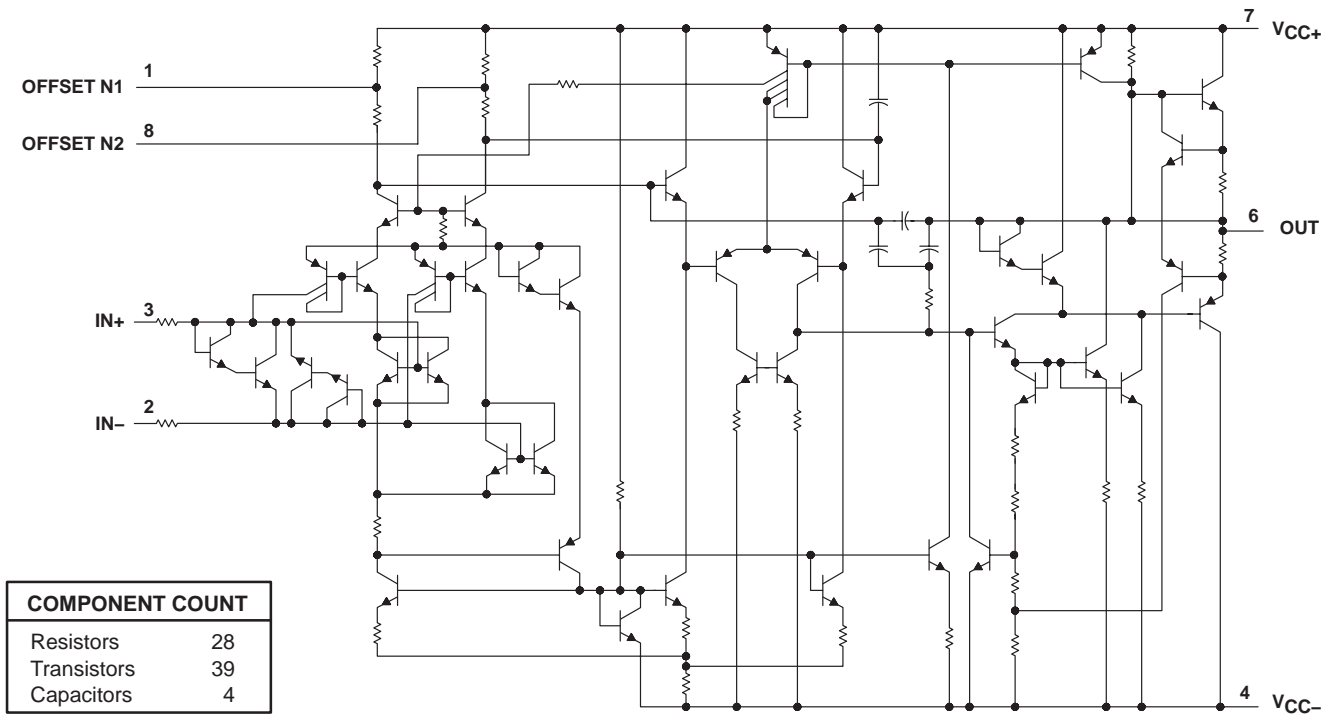 7
VCC+
1
OFFSET N1
8
OFFSET N2
6
OUT
3
IN+
2
IN–
COMPONENT COUNT
Resistors 28
Transistors 39
Capacitors 4
4
VCC–